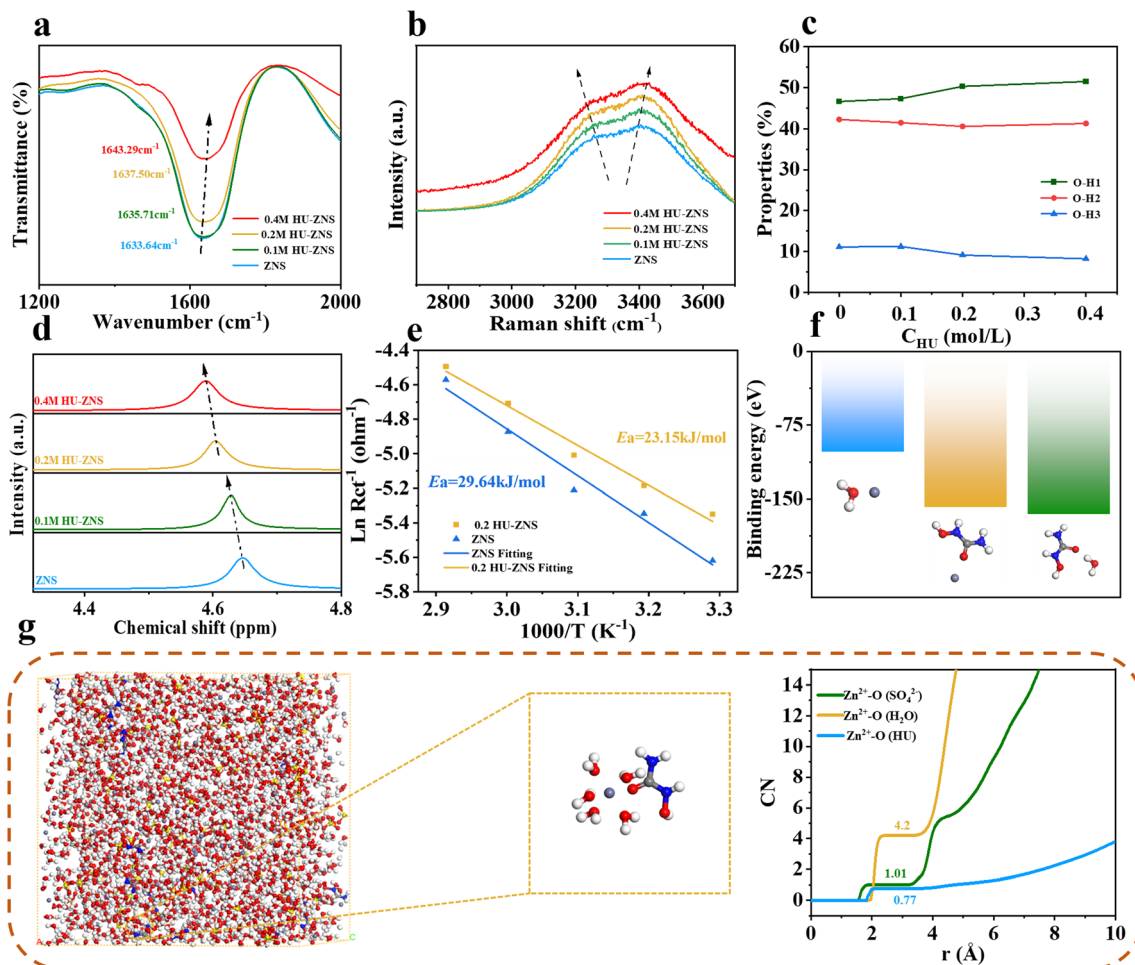 a
Transmittance (%)
1643.29cm⁻¹
1637.50cm⁻¹
1635.71cm⁻¹
1633.64cm⁻¹
0.4M HU-ZNS
0.2M HU-ZNS
0.1M HU-ZNS
ZNS
1200 1600 2000
Wavenumber (cm⁻¹)
b
Intensity (a.u.)
0.4M HU-ZNS
0.2M HU-ZNS
0.1M HU-ZNS
ZNS
3000 3200 3400 3600
Raman shift (cm⁻¹)
c
Properties (%)
60
50
40
30
20
10
0
O-H1
O-H2
O-H3
0 0.1 0.2 0.3 0.4
C_HU (mol/L)
d
Intensity (a.u.)
0.4M HU-ZNS
0.2M HU-ZNS
0.1M HU-ZNS
ZNS
4.4 4.6 4.8
Chemical shift (ppm)
e
Ln Rct⁻¹ (ohm⁻¹)
-4.4
-4.6
-4.8
-5.0
-5.2
-5.4
-5.6
-5.8
Ea=23.15kJ/mol
Ea=29.64kJ/mol
0.2 HU-ZNS
ZNS
ZNS Fitting
0.2 HU-ZNS Fitting
2.9 3.0 3.1 3.2 3.3
1000/T (K⁻¹)
f
Binding energy (eV)
0
-75
-150
-225
g
A
C
CN
14
12
10
8
6
4
2
0
Zn²⁺-O (SO₄²⁻)
Zn²⁺-O (H₂O)
Zn²⁺-O (HU)
4.2
1.01
0.77
0 2 4 6 8 10
r (Å)